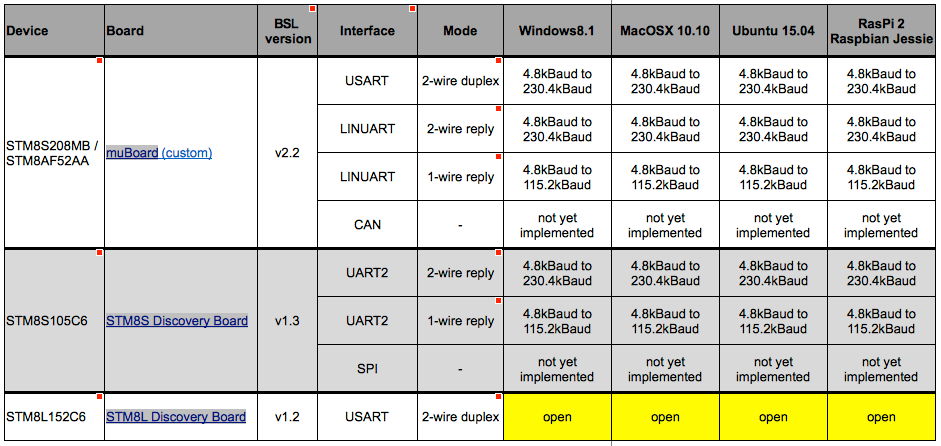 Device Board BSL version Interface Mode Windows8.1 MacOSX 10.10 Ubuntu 15.04 RasPi 2 Raspbian Jessie
STM8S208MB / STM8AF52AA muBoard (custom) v2.2 USART 2-wire duplex 4.8kBaud to 230.4kBaud 4.8kBaud to 230.4kBaud 4.8kBaud to 230.4kBaud 4.8kBaud to 230.4kBaud
LINUART 2-wire reply 4.8kBaud to 230.4kBaud 4.8kBaud to 230.4kBaud 4.8kBaud to 230.4kBaud 4.8kBaud to 230.4kBaud
LINUART 1-wire reply 4.8kBaud to 115.2kBaud 4.8kBaud to 115.2kBaud 4.8kBaud to 115.2kBaud 4.8kBaud to 115.2kBaud
CAN - not yet implemented not yet implemented not yet implemented not yet implemented
STM8S105C6 STM8S Discovery Board v1.3 UART2 2-wire reply 4.8kBaud to 230.4kBaud 4.8kBaud to 230.4kBaud 4.8kBaud to 230.4kBaud 4.8kBaud to 230.4kBaud
UART2 1-wire reply 4.8kBaud to 115.2kBaud 4.8kBaud to 115.2kBaud 4.8kBaud to 115.2kBaud 4.8kBaud to 115.2kBaud
SPI - not yet implemented not yet implemented not yet implemented not yet implemented
STM8L152C6 STM8L Discovery Board v1.2 USART 2-wire duplex open open open open